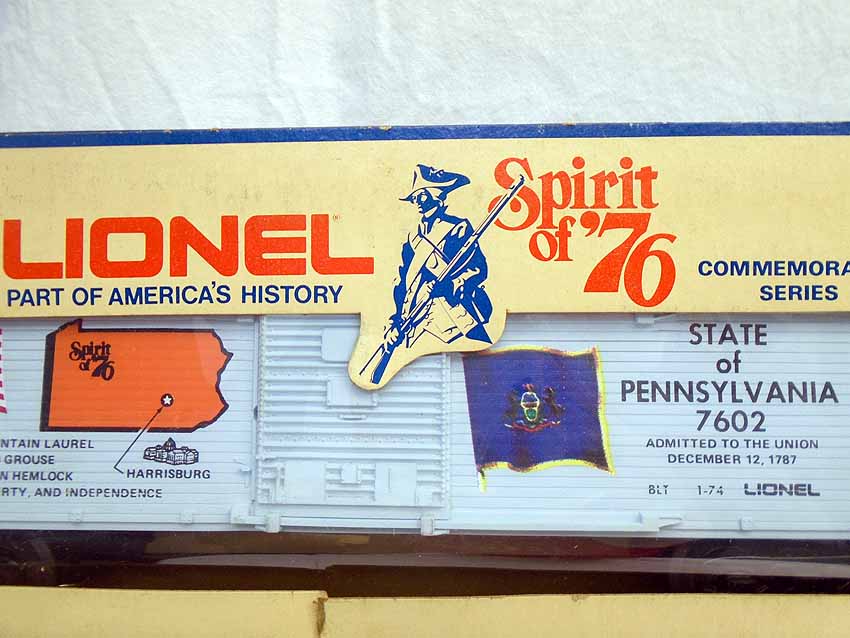 LIONEL®
PART OF AMERICA'S HISTORY
Spirit
of '76
COMMEMORA
SERIES
Spirit
of '76
NTAIN LAUREL
GROUSE
N HEMLOCK
RTY, AND INDEPENDENCE
HARRISBURG
STATE
of
PENNSYLVANIA
7602
ADMITTED TO THE UNION
DECEMBER 12, 1787
BLT 1-74 LIONEL